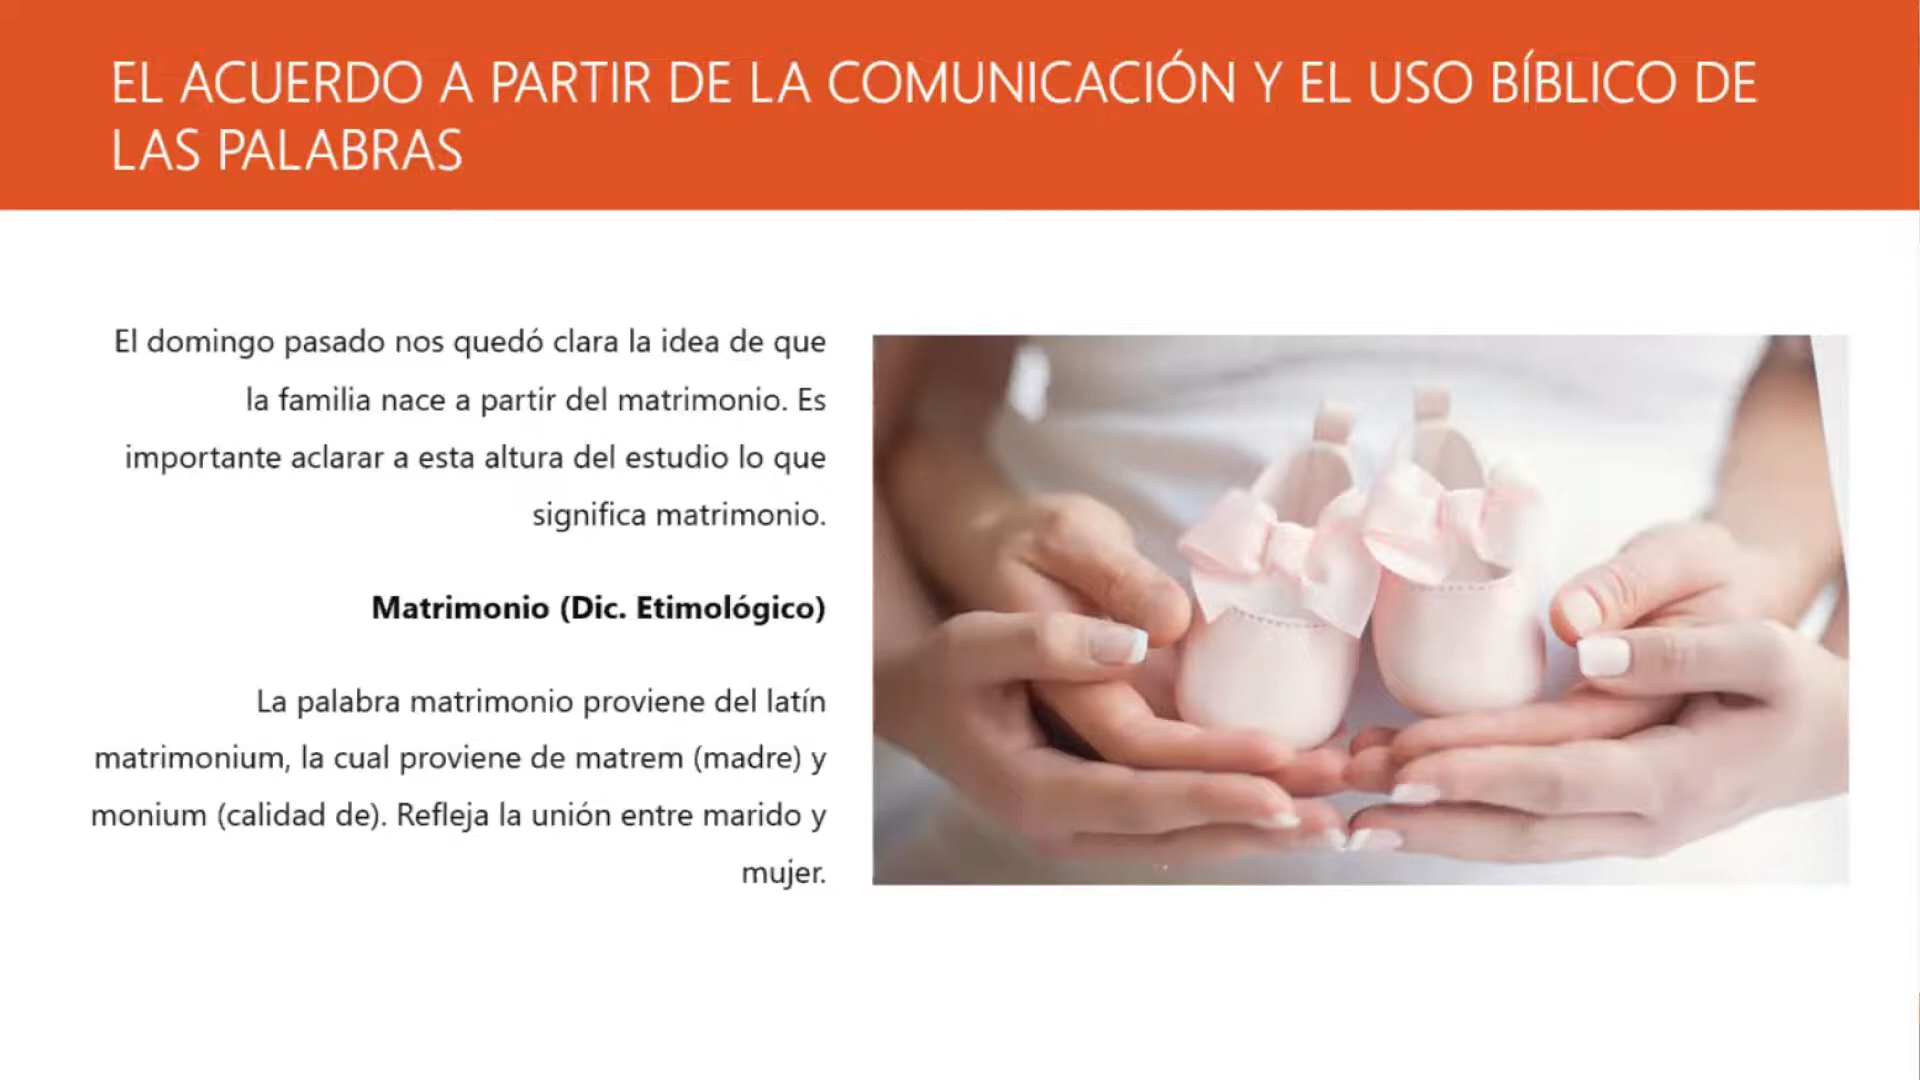 EL ACUERDO A PARTIR DE LA COMUNICACIÓN Y EL USO BÍBLICO DE
LAS PALABRAS
El domingo pasado nos quedó clara la idea de que
la familia nace a partir del matrimonio. Es
importante aclarar a esta altura del estudio lo que
significa matrimonio.
Matrimonio (Dic. Etimológico)
La palabra matrimonio proviene del latín
matrimonium, la cual proviene de matrem (madre) y
monium (calidad de). Refleja la unión entre marido y
mujer.